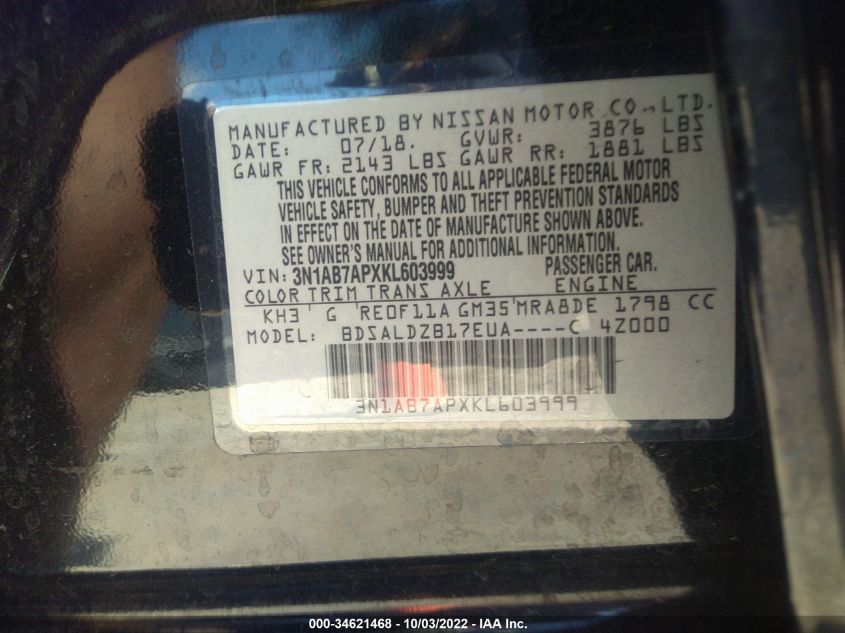 MANUFACTURED BY NISSAN MOTOR CO., LTD.
DATE: 07/18. GVWR: 3876 LBS
GAWR FR: 2143 LBS GAWR RR: 1881 LBS
THIS VEHICLE CONFORMS TO ALL APPLICABLE FEDERAL MOTOR
VEHICLE SAFETY, BUMPER AND THEFT PREVENTION STANDARDS
IN EFFECT ON THE DATE OF MANUFACTURE SHOWN ABOVE.
SEE OWNER'S MANUAL FOR ADDITIONAL INFORMATION.
VIN: 3N1AB7APXKL603999 PASSENGER CAR.
COLOR TRIM TRANS AXLE ENGINE
KH3 G RE0F11A GM35 MRA8DE 1798 CC
MODEL: BDSALDZB17EUA----C 4Z000
3N1AB7APXKL603999
000-34621468 - 10/03/2022 - IAA Inc.